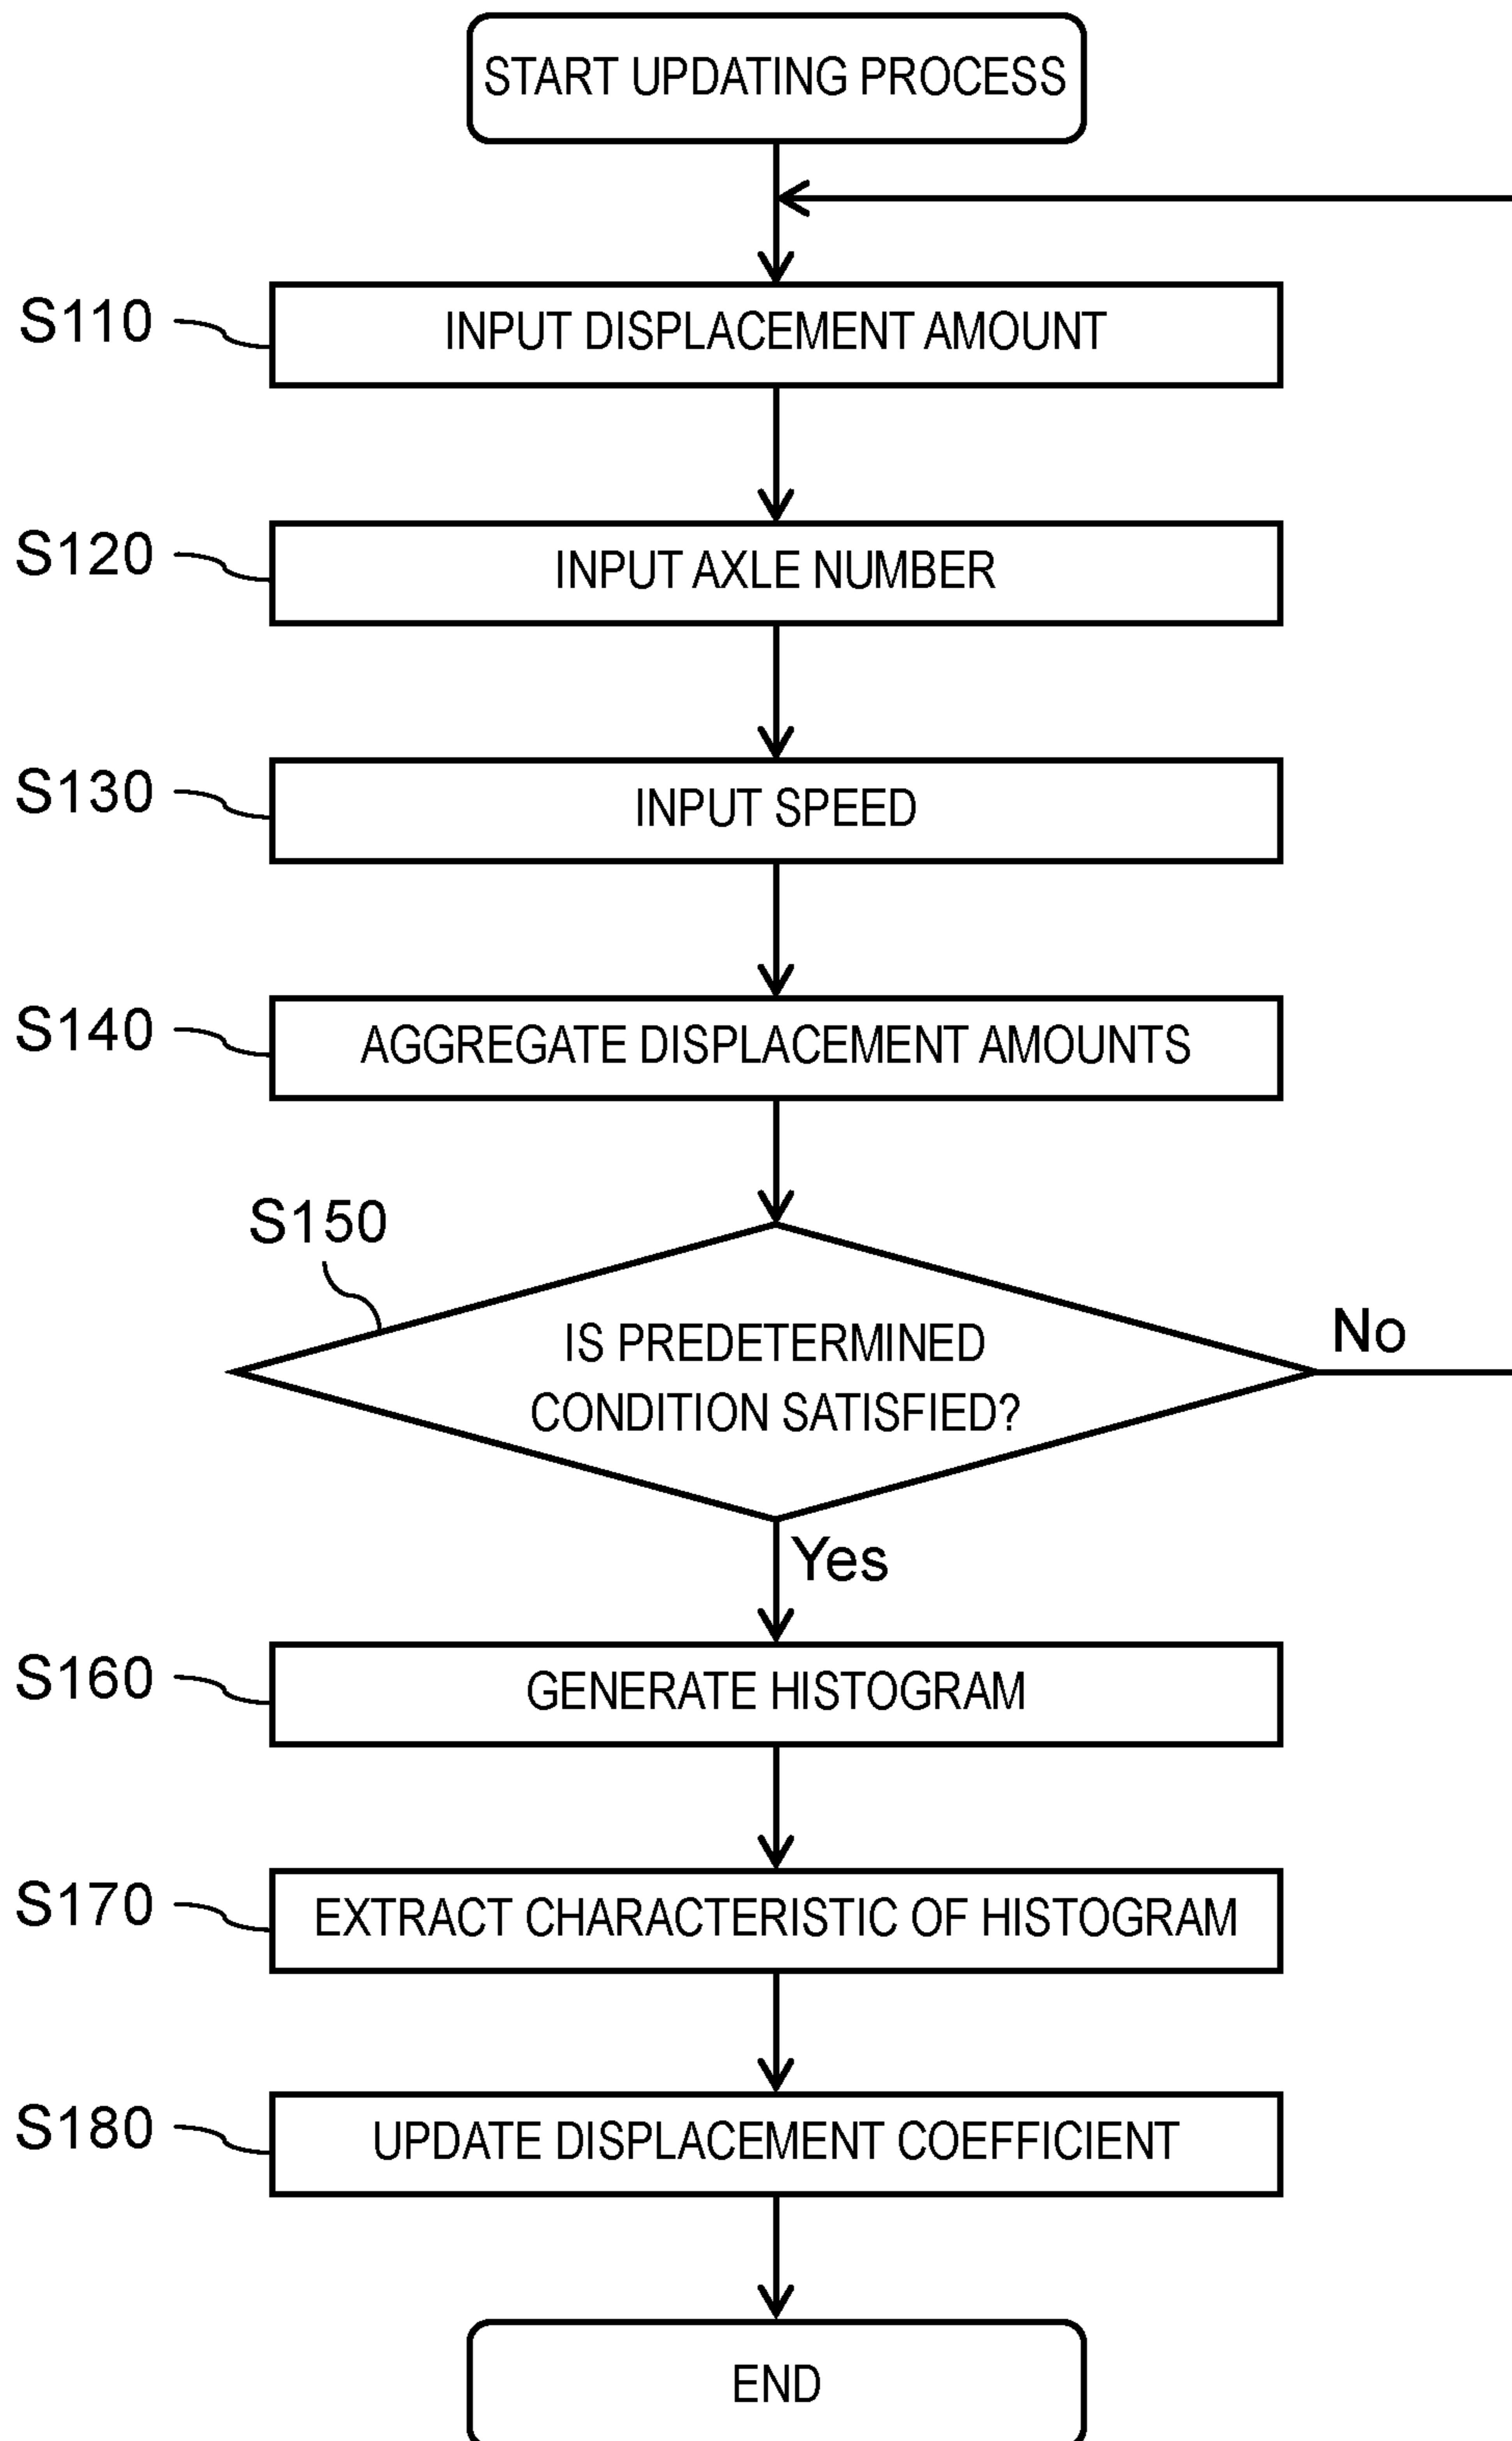 START UPDATING PROCESS
S110
INPUT DISPLACEMENT AMOUNT
S120
INPUT AXLE NUMBER
S130
INPUT SPEED
S140
AGGREGATE DISPLACEMENT AMOUNTS
S150
IS PREDETERMINED
CONDITION SATISFIED?
No
Yes
S160
GENERATE HISTOGRAM
S170
EXTRACT CHARACTERISTIC OF HISTOGRAM
S180
UPDATE DISPLACEMENT COEFFICIENT
END